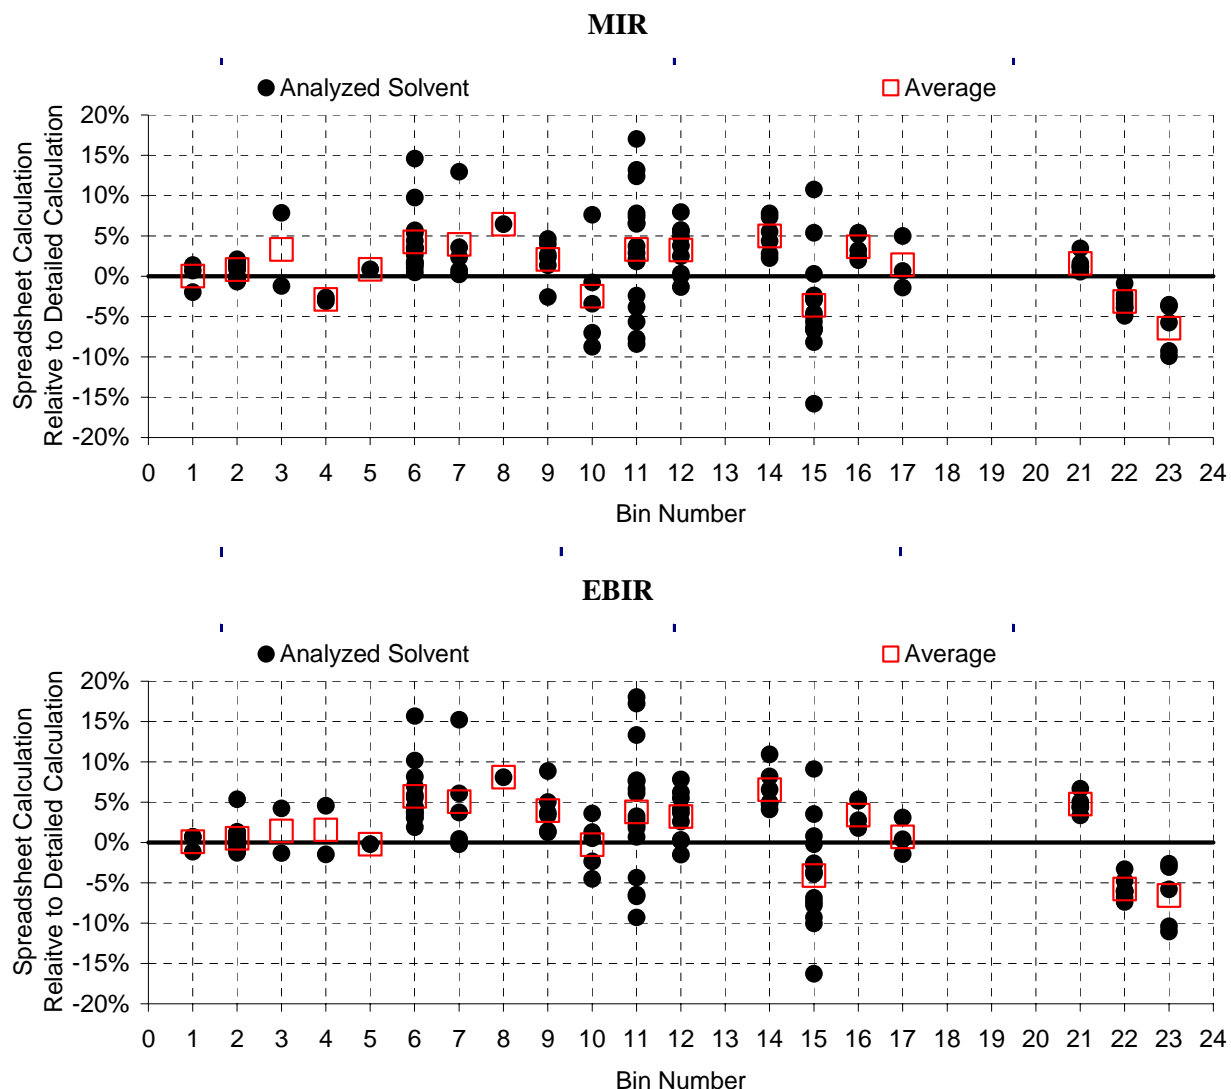 MIR
Analyzed Solvent Average
Spreadsheet Calculation
Relaitve to Detailed Calculation
20%
15%
10%
5%
0%
-5%
-10%
-15%
-20%
0 1 2 3 4 5 6 7 8 9 10 11 12 13 14 15 16 17 18 19 20 21 22 23 24
Bin Number
EBIR
Analyzed Solvent Average
Spreadsheet Calculation
Relaitve to Detailed Calculation
20%
15%
10%
5%
0%
-5%
-10%
-15%
-20%
0 1 2 3 4 5 6 7 8 9 10 11 12 13 14 15 16 17 18 19 20 21 22 23 24
Bin Number